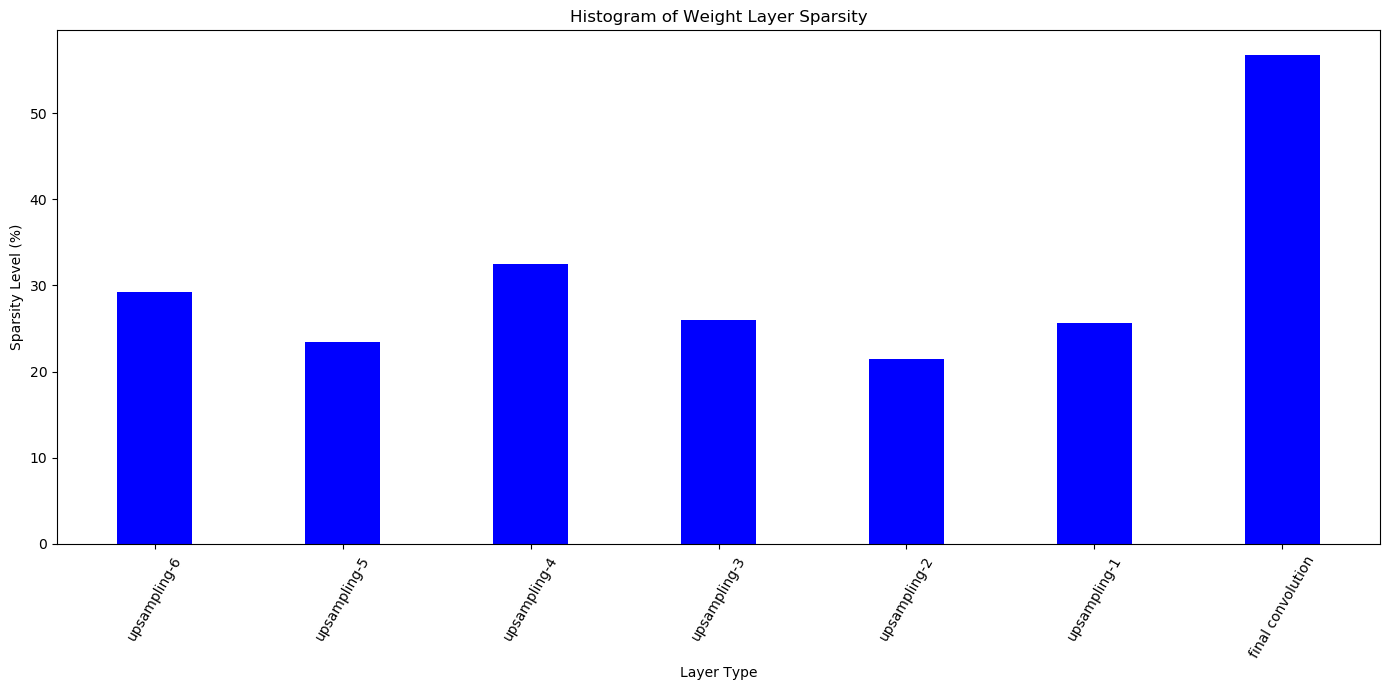 Histogram of Weight Layer Sparsity
Sparsity Level (%)
50
40
30
20
10
0
upsampling-6
upsampling-5
upsampling-4
upsampling-3
upsampling-2
upsampling-1
final convolution
Layer Type